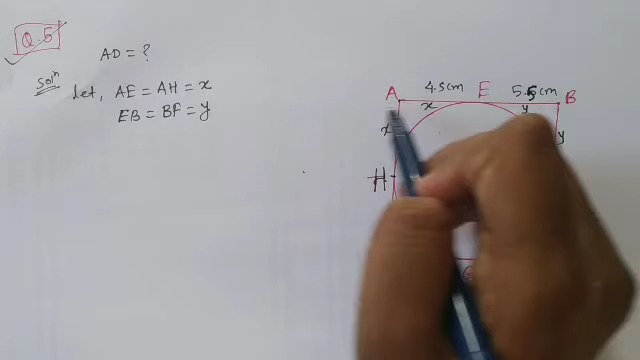 Q.5
AD = ?
Soln
let, AE = AH = x
EB = BF = y
A 4.5cm E 5.5cm B
x y
x y
H
G